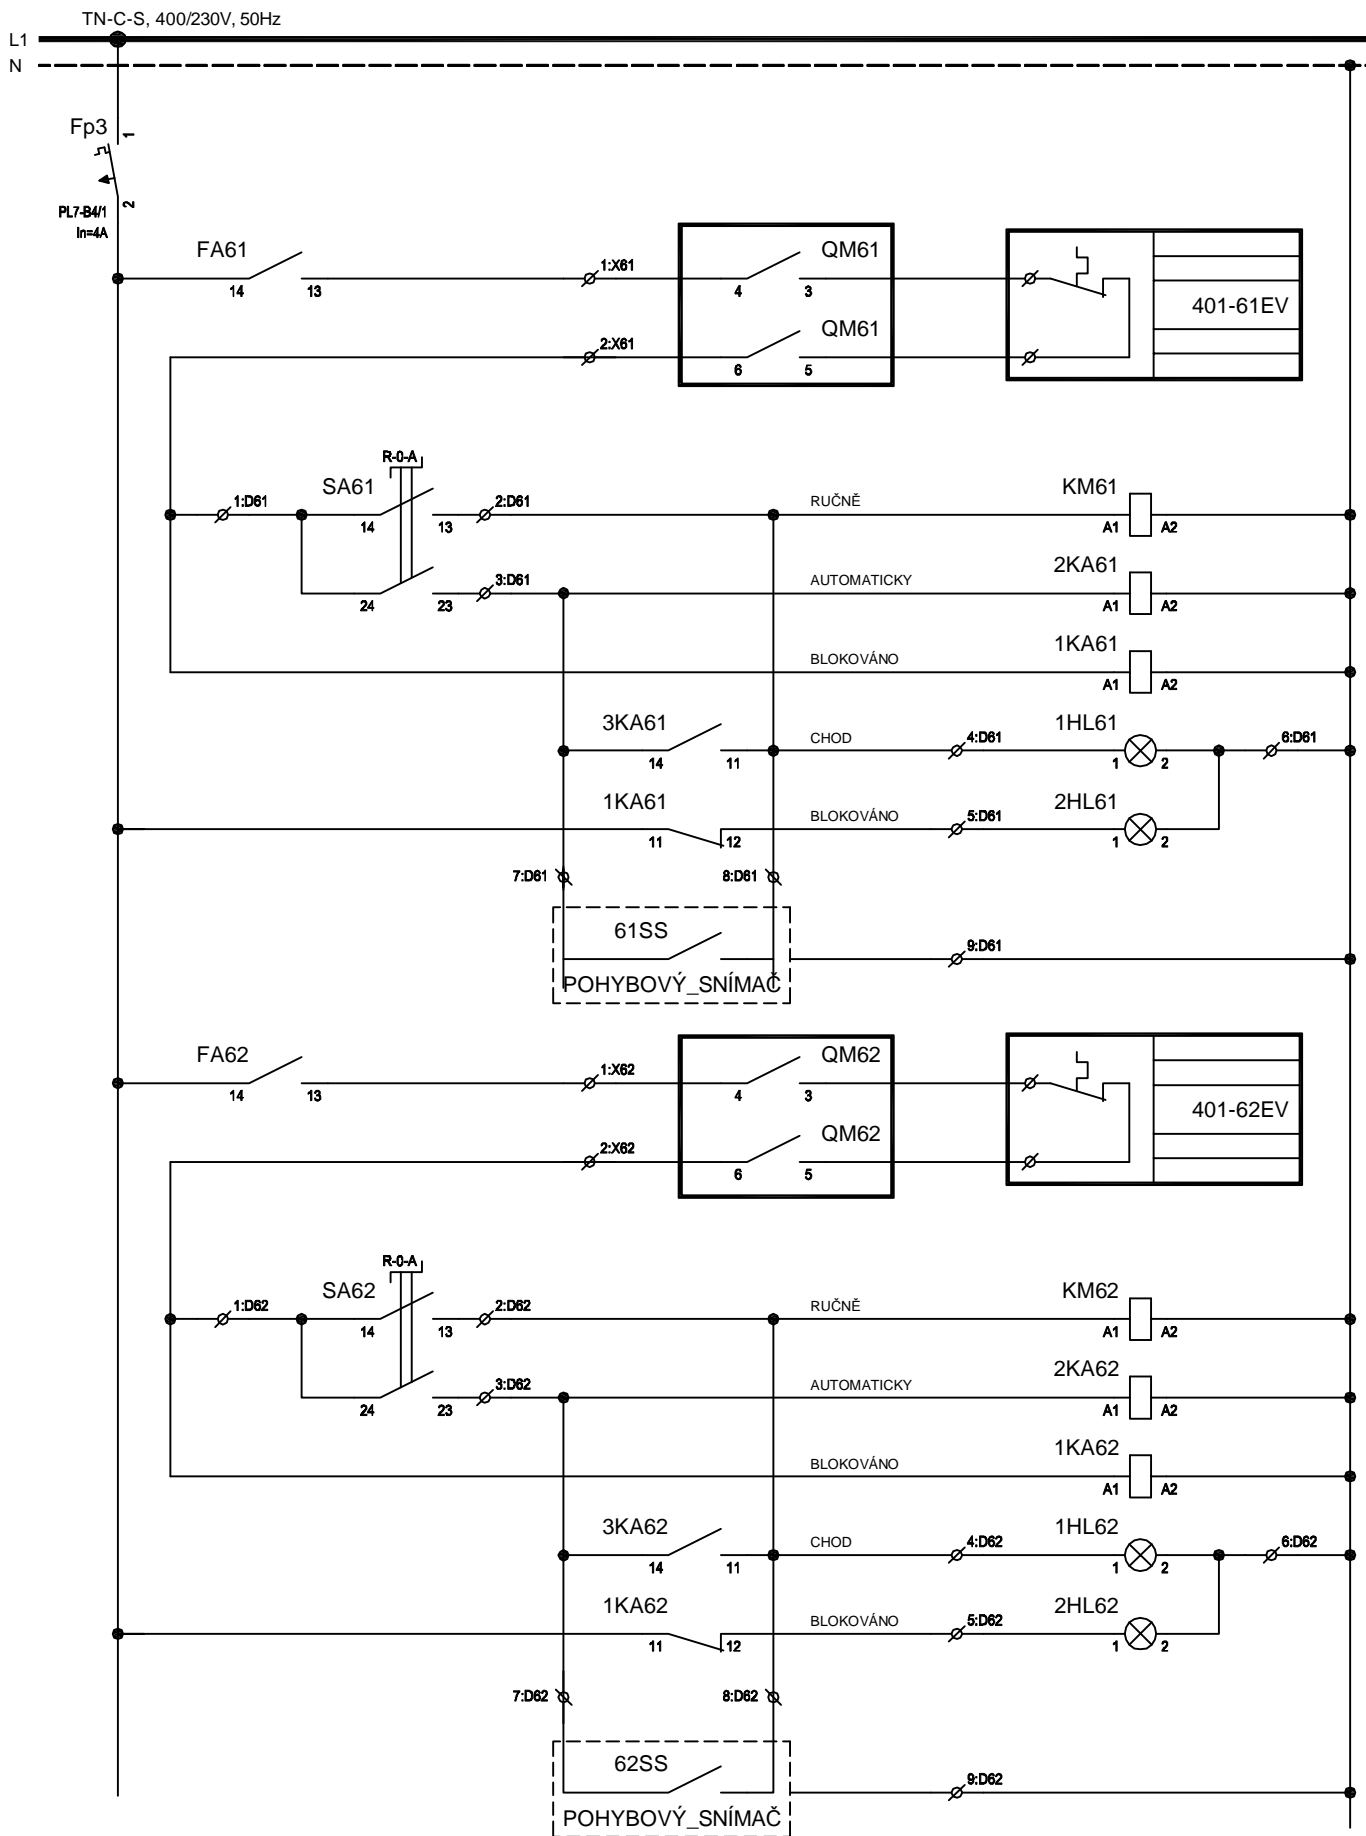 TN-C-S, 400/230V, 50Hz
L1
N
Fp3
1
2
PL7-B4/1
In=4A
FA61
14 13
1:X61
QM61
4 3
2:X61
QM61
6 5
401-61EV
R-0-A
SA61
1:D61
14 13
2:D61
RUČNĚ
KM61
A1 A2
24 23
3:D61
AUTOMATICKY
2KA61
A1 A2
BLOKOVÁNO
1KA61
A1 A2
3KA61
14 11
CHOD
4:D61
1HL61
1 2
6:D61
1KA61
11 12
BLOKOVÁNO
5:D61
2HL61
1 2
7:D61
8:D61
61SS
9:D61
POHYBOVÝ_SNÍMAČ
FA62
14 13
1:X62
QM62
4 3
2:X62
QM62
6 5
401-62EV
R-0-A
SA62
1:D62
14 13
2:D62
RUČNĚ
KM62
A1 A2
24 23
3:D62
AUTOMATICKY
2KA62
A1 A2
BLOKOVÁNO
1KA62
A1 A2
3KA62
14 11
CHOD
4:D62
1HL62
1 2
6:D62
1KA62
11 12
BLOKOVÁNO
5:D62
2HL62
1 2
7:D62
8:D62
62SS
9:D62
POHYBOVÝ_SNÍMAČ